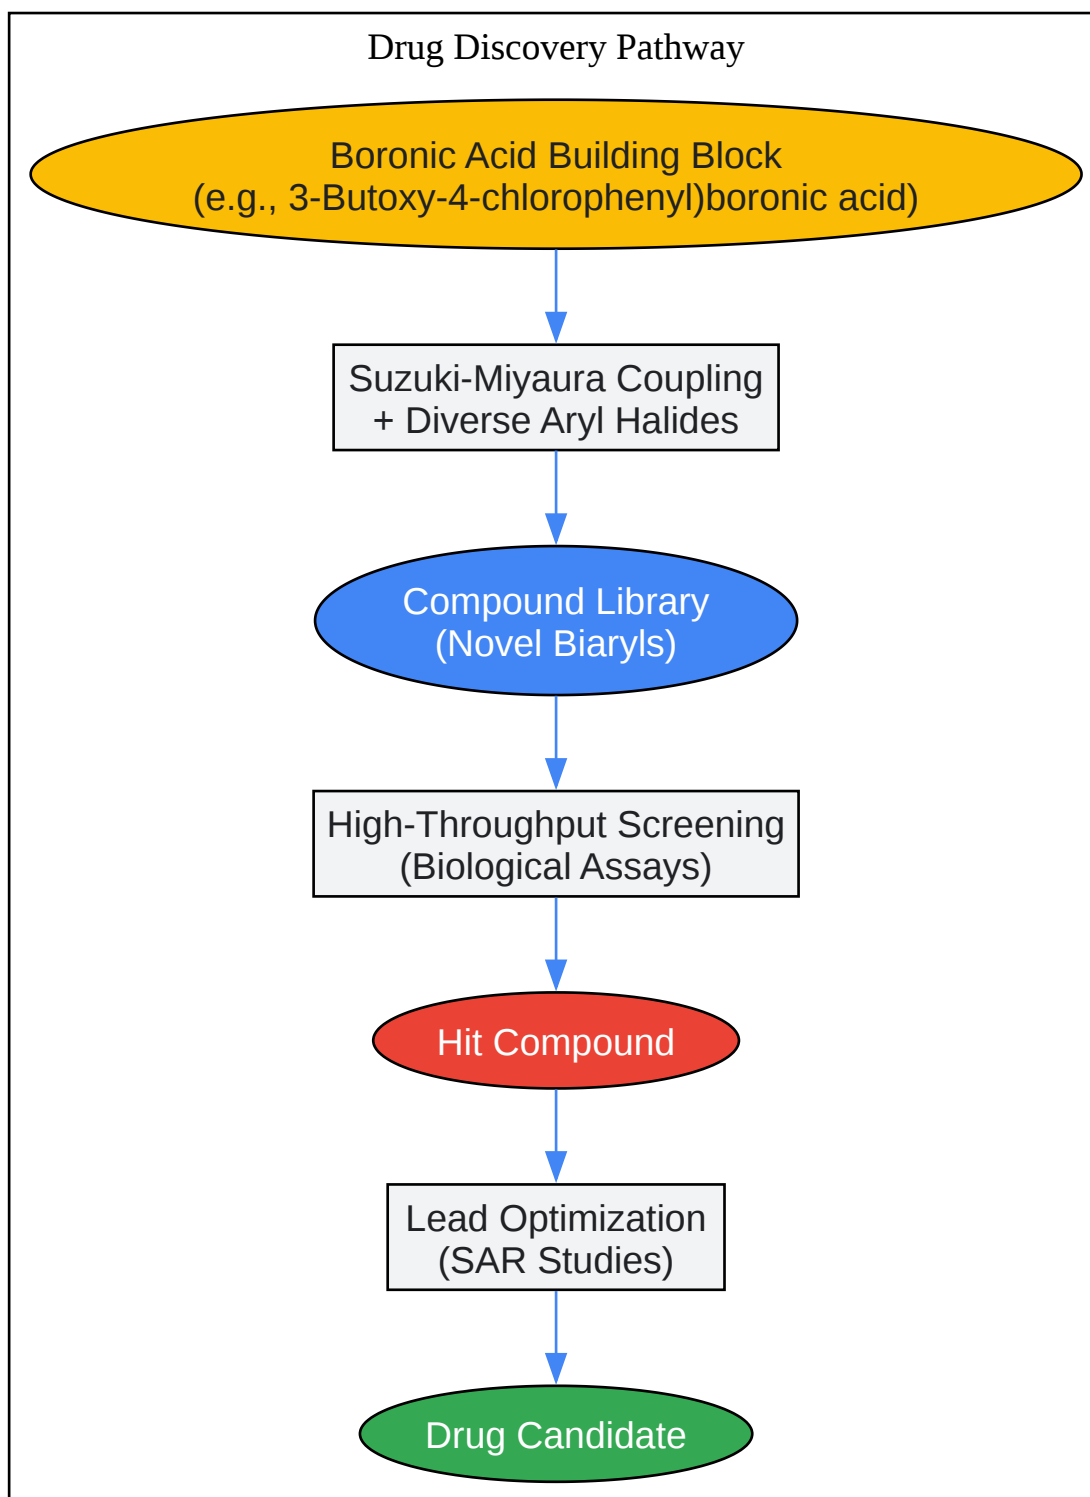 Drug Discovery Pathway
Boronic Acid Building Block
(e.g., 3-Butoxy-4-chlorophenyl)boronic acid)
Suzuki-Miyaura Coupling
+ Diverse Aryl Halides
Compound Library
(Novel Biaryls)
High-Throughput Screening
(Biological Assays)
Hit Compound
Lead Optimization
(SAR Studies)
Drug Candidate